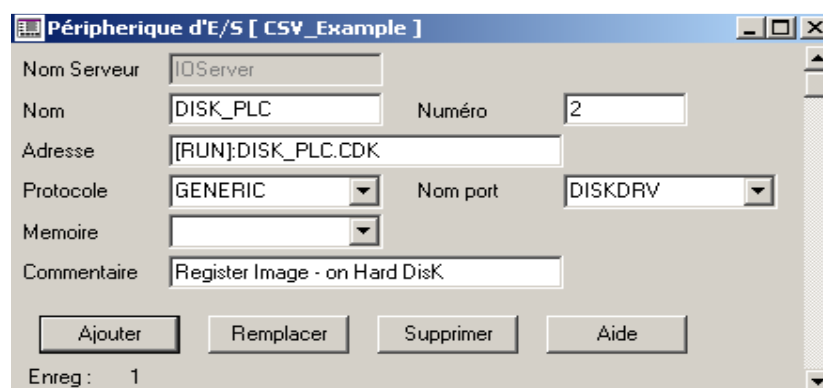 Péripherique d'E/S [ CSV_Example ]
Nom Serveur IOServer
Nom DISK_PLC Numéro 2
Adresse [RUN]:DISK_PLC.CDK
Protocole GENERIC Nom port DISKDRV
Memoire
Commentaire Register Image - on Hard DisK
Ajouter Remplacer Supprimer Aide
Enreg : 1